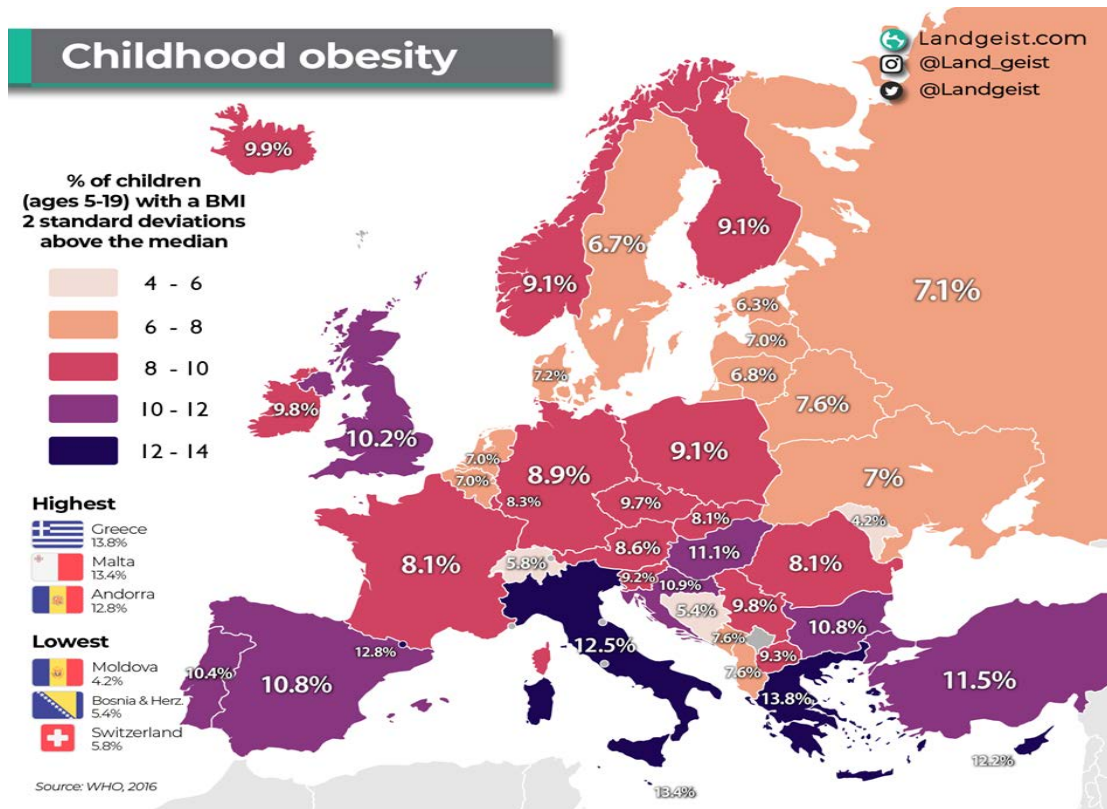 Childhood obesity
Landgeist.com
@Land_geist
@Landgeist
% of children
(ages 5-19) with a BMI
2 standard deviations
above the median
4 - 6
6 - 8
8 - 10
10 - 12
12 - 14
Highest
Greece
13.8%
Malta
13.4%
Andorra
12.8%
Lowest
Moldova
4.2%
Bosnia & Herz.
5.4%
Switzerland
5.8%
Source: WHO, 2016
9.9%
6.7%
9.1%
9.1%
7.1%
6.3%
7.0%
6.8%
7.2%
7.6%
9.8%
10.2%
7.0%
7.0%
8.9%
9.1%
7%
8.3%
9.7%
8.1%
4.2%
8.6%
11.1%
8.1%
5.8%
8.1%
9.2%
10.9%
5.4%
9.8%
10.8%
7.6%
12.5%
12.8%
9.3%
10.4%
10.8%
7.6%
13.8%
11.5%
12.2%
13.4%